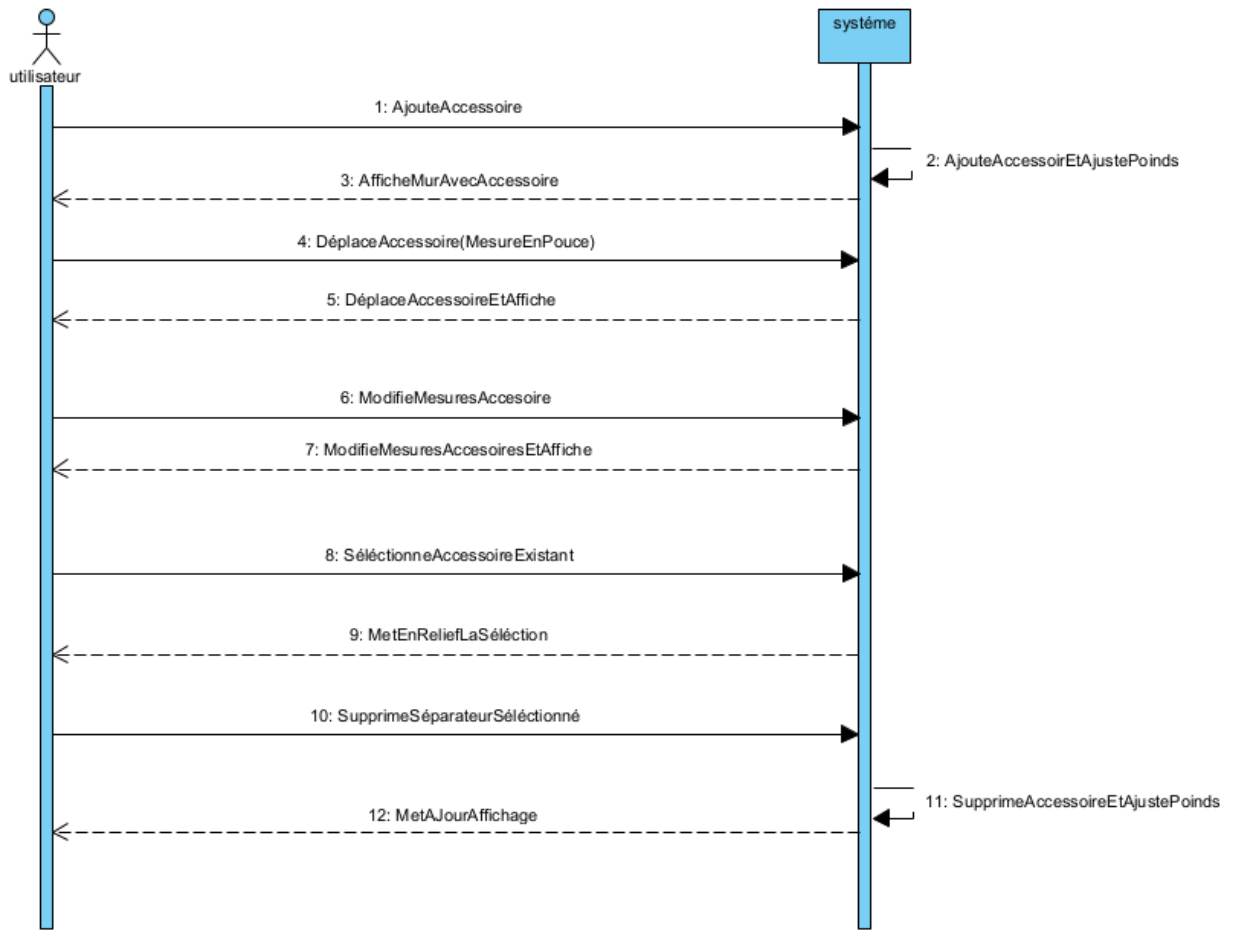 utilisateur
systéme
1: AjouteAccessoire
2: AjouteAccessoirEtAjustePoinds
3: AfficheMurAvecAccessoire
4: DéplaceAccessoire(MesureEnPouce)
5: DéplaceAccessoireEtAffiche
6: ModifieMesuresAccesoire
7: ModifieMesuresAccesoiresEtAffiche
8: SéléctionneAccessoireExistant
9: MetEnReliefLaSéléction
10: SupprimeSéparateurSéléctionné
11: SupprimeAccessoireEtAjustePoinds
12: MetAJourAffichage